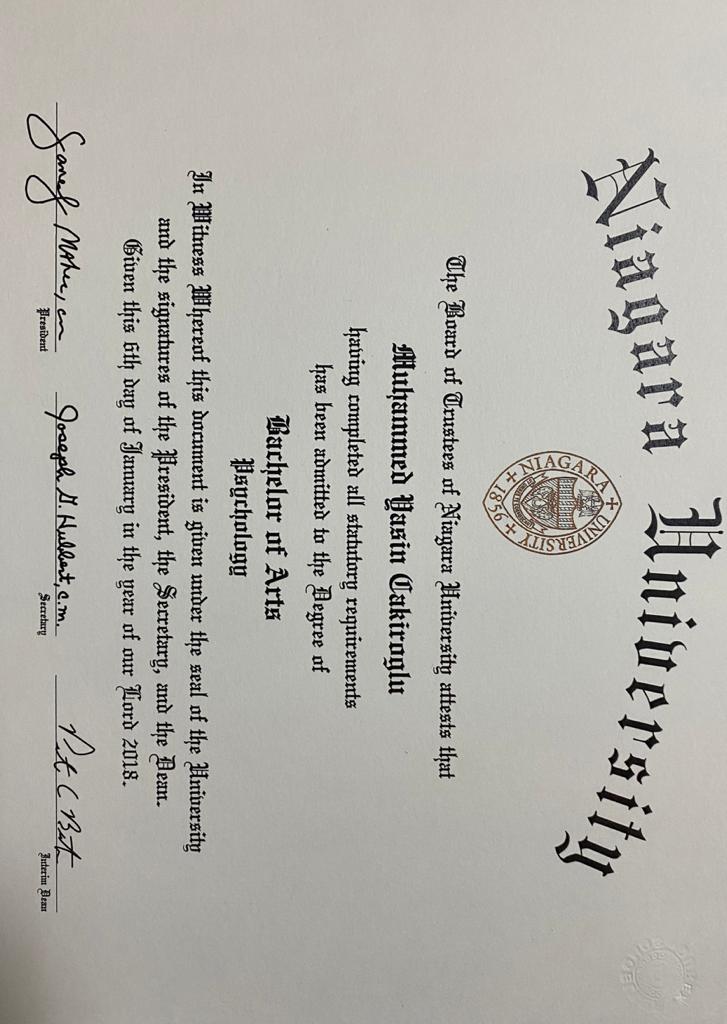 Niagara University
NIAGARA UNIVERSITY 1856
The Board of Trustees of Niagara University attests that
Muhammed Yasin Cakiroglu
having completed all statutory requirements
has been admitted to the Degree of
Bachelor of Arts
Psychology
In Witness Whereof this document is given under the seal of the University
and the signatures of the President, the Secretary, and the Dean.
Given this 6th day of January in the year of our Lord 2018.
Joseph G. Hubbert, c.m.
President
Secretary
Interim Dean